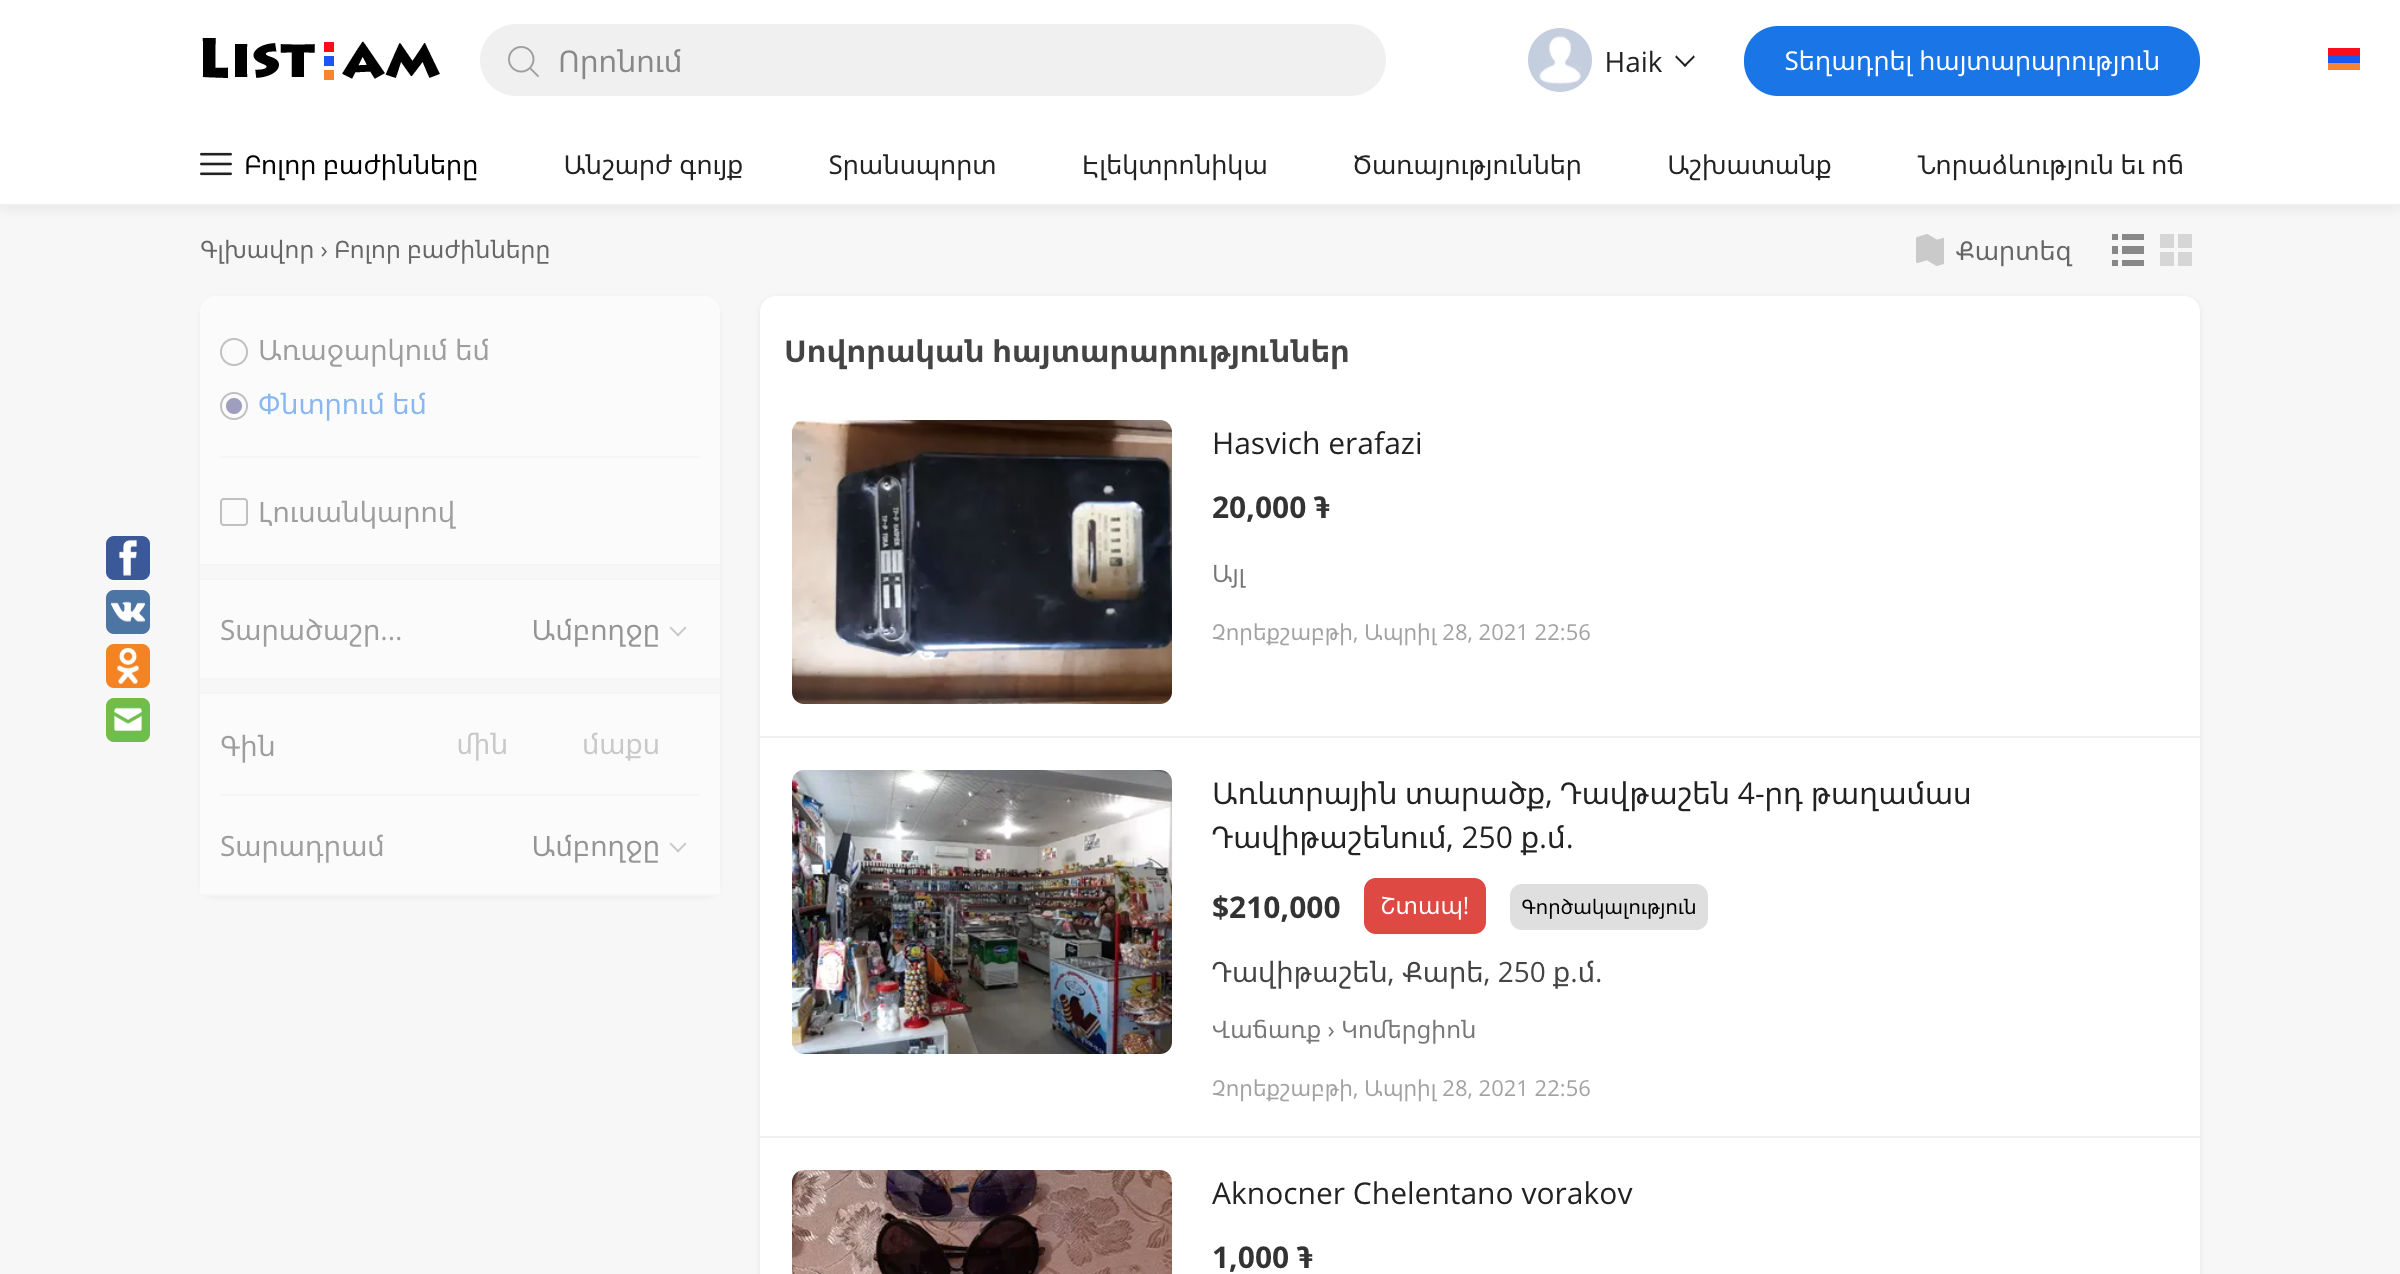 LIST:AM
Որոնում
Haik
Տեղադրել հայտարարություն
Բոլոր բաժինները
Անշարժ գույք
Տրանսպորտ
Էլեկտրոնիկա
Ծառայություններ
Աշխատանք
Նորաձևություն եւ ոճ
Գլխավոր › Բոլոր բաժինները
Քարտեզ
Առաջարկում եմ
Փնտրում եմ
Լուսանկարով
Տարածաշր... Ամբողջը
Գին մին մաքս
Տարադրամ Ամբողջը
Սովորական հայտարարություններ
Hasvich erafazi
20,000 ֏
Այլ
Չորեքշաբթի, Ապրիլ 28, 2021 22:56
Առևտրային տարածք, Դավթաշեն 4-րդ թաղամաս
Դավիթաշենում, 250 ք.մ.
$210,000 Շտապ! Գործակալություն
Դավիթաշեն, Քարե, 250 ք.մ.
Վաճառք › Կոմերցիոն
Չորեքշաբթի, Ապրիլ 28, 2021 22:56
Aknocner Chelentano vorakov
1,000 ֏